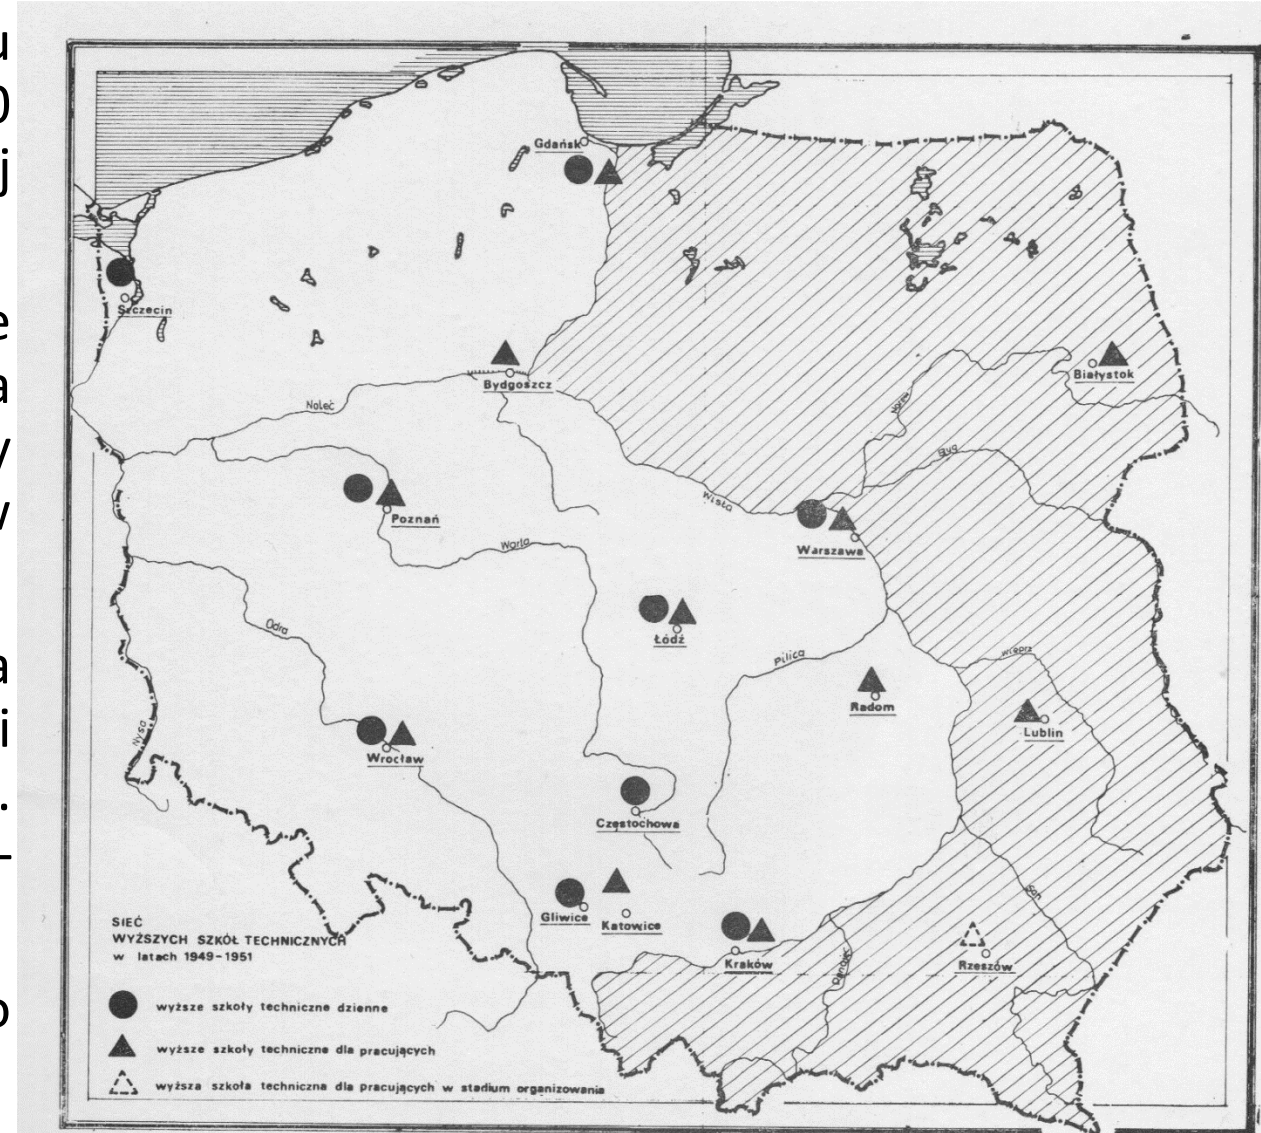 u
0
j
e
a
y
w
a
i
.
-
o
Gdańsk
Szczecin
Bydgoszcz
Białystok
Noteć
Narew
Bug
Wisła
Poznań
Warszawa
Warta
Łódź
Odra
Pilica
Wieprz
Radom
Lublin
Nysa
Wrocław
Częstochowa
San
Gliwice
Katowice
Kraków
Dunajec
Rzeszów
SIEĆ
WYŻSZYCH SZKÓŁ TECHNICZNYCH
w latach 1949-1951
wyższe szkoły techniczne dzienne
wyższe szkoły techniczne dla pracujących
wyższa szkoła techniczna dla pracujących w stadium organizowania